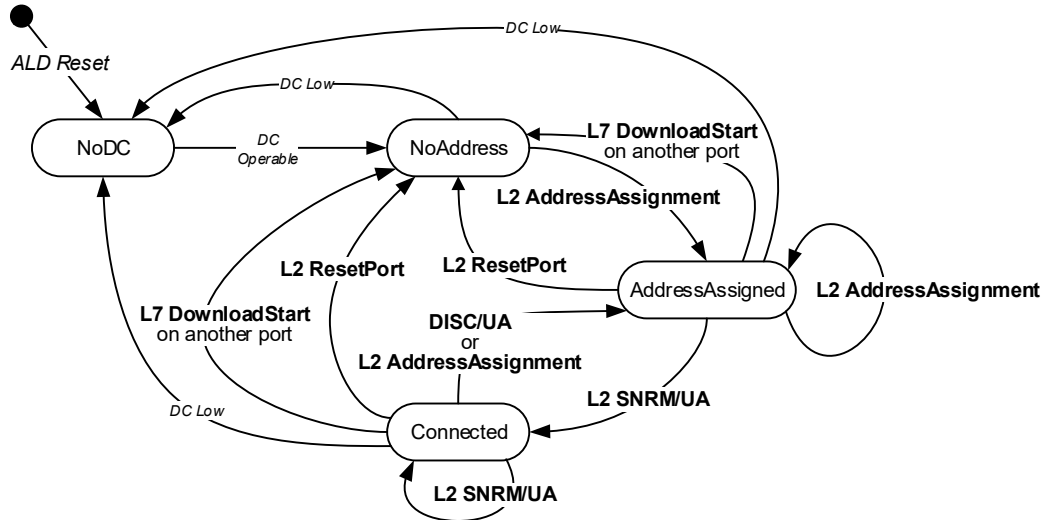 DC Low
ALD Reset
DC Low
L7 DownloadStart
on another port
NoDC
DC
Operable
NoAddress
L2 AddressAssignment
L2 ResetPort
L2 ResetPort
AddressAssigned
L2 AddressAssignment
L7 DownloadStart
on another port
DISC/UA
or
L2 AddressAssignment
L2 SNRM/UA
DC Low
Connected
L2 SNRM/UA